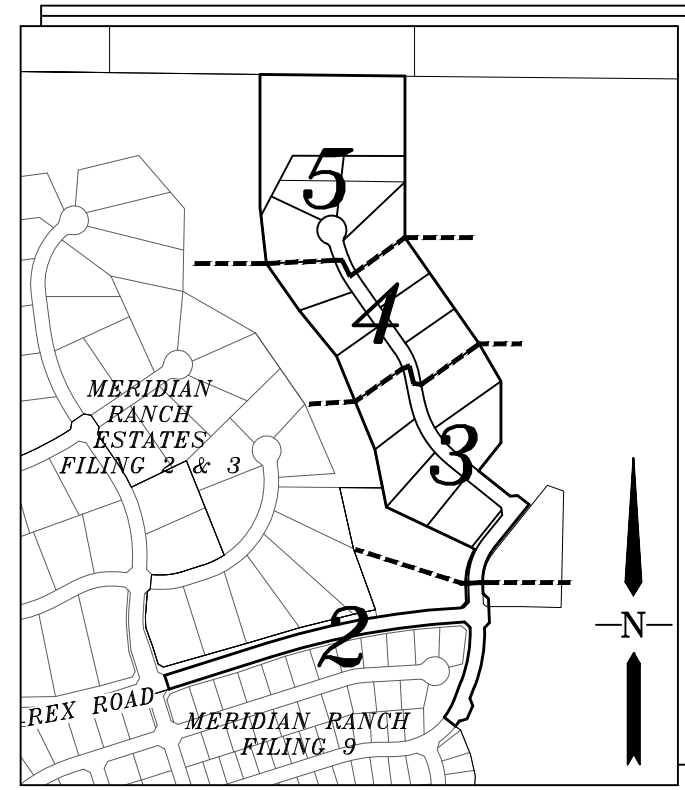 5
4
MERIDIAN
RANCH
ESTATES
FILING 2 & 3
3
N
2
REX ROAD
MERIDIAN RANCH
FILING 9